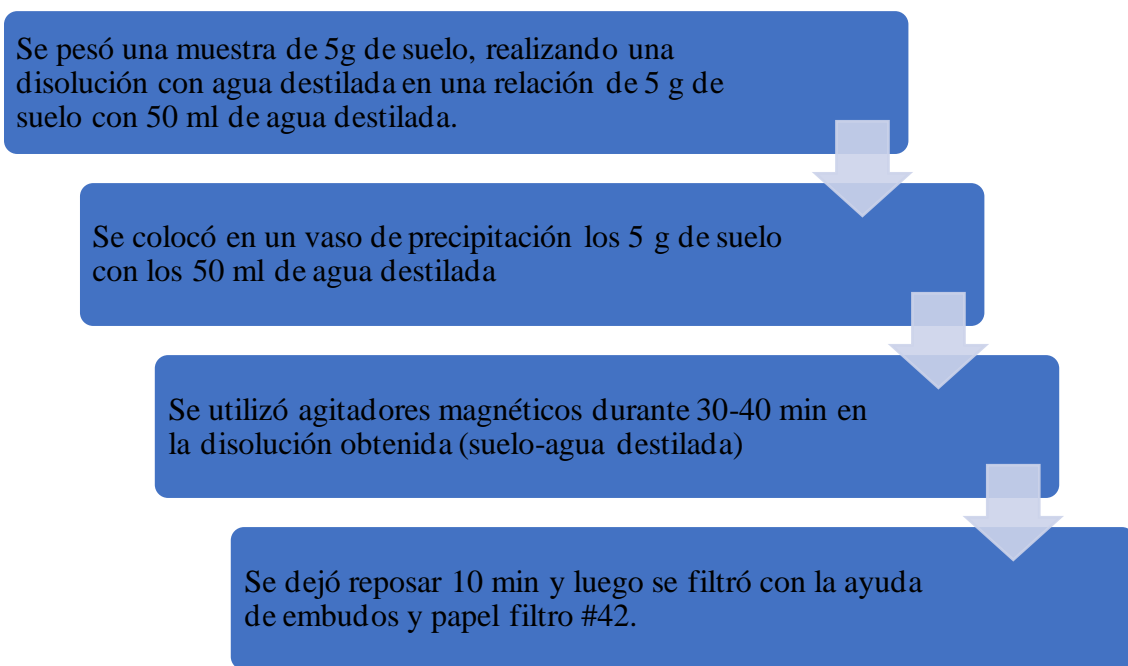 Se pesó una muestra de 5g de suelo, realizando una
disolución con agua destilada en una relación de 5 g de
suelo con 50 ml de agua destilada.
Se colocó en un vaso de precipitación los 5 g de suelo
con los 50 ml de agua destilada
Se utilizó agitadores magnéticos durante 30-40 min en
la disolución obtenida (suelo-agua destilada)
Se dejó reposar 10 min y luego se filtró con la ayuda
de embudos y papel filtro #42.